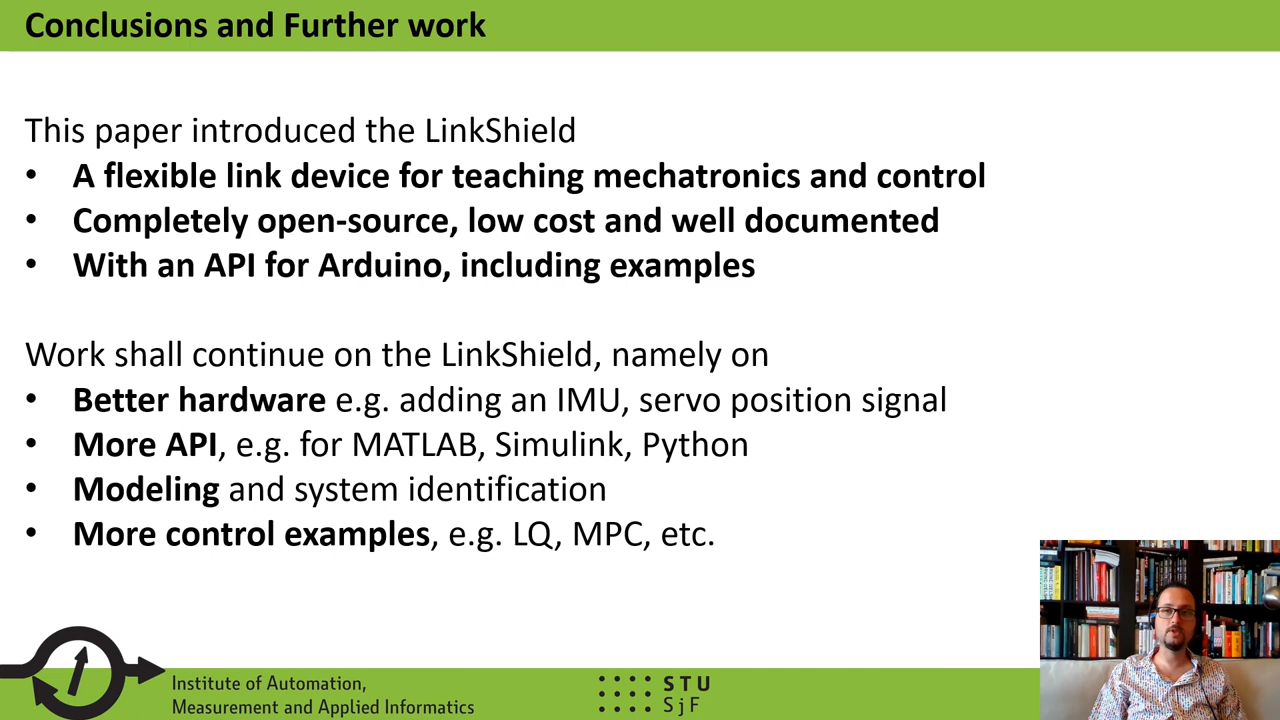 Conclusions and Further work
This paper introduced the LinkShield
• A flexible link device for teaching mechatronics and control
• Completely open-source, low cost and well documented
• With an API for Arduino, including examples
Work shall continue on the LinkShield, namely on
• Better hardware e.g. adding an IMU, servo position signal
• More API, e.g. for MATLAB, Simulink, Python
• Modeling and system identification
• More control examples, e.g. LQ, MPC, etc.
Institute of Automation,
Measurement and Applied Informatics
STU
SjF